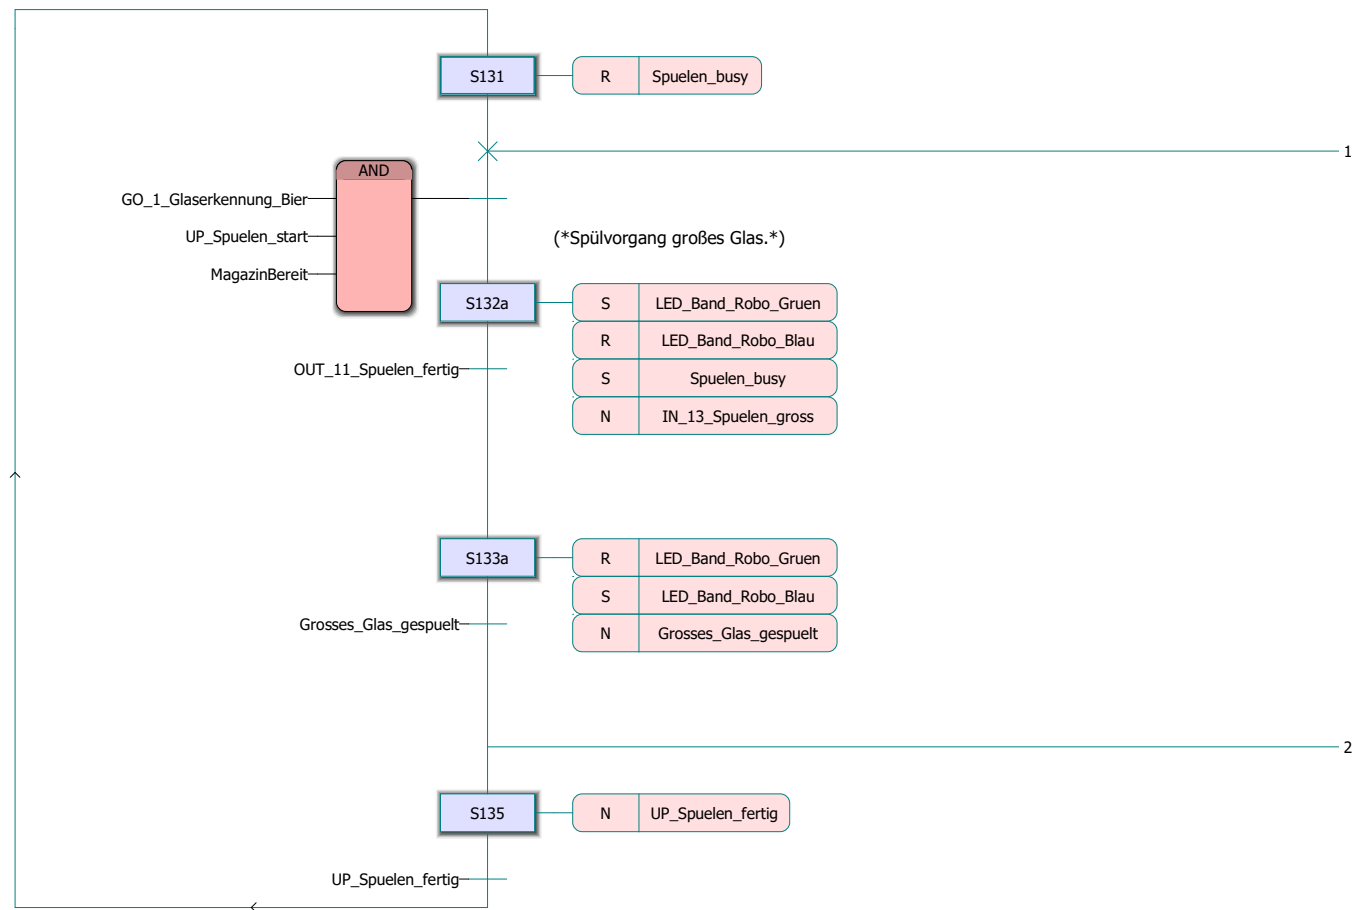 S131
R Spuelen_busy
1
AND
GO_1_Glaserkennung_Bier
UP_Spuelen_start
(*Spülvorgang großes Glas.*)
MagazinBereit
S132a
S LED_Band_Robo_Gruen
R LED_Band_Robo_Blau
OUT_11_Spuelen_fertig
S Spuelen_busy
N IN_13_Spuelen_gross
S133a
R LED_Band_Robo_Gruen
S LED_Band_Robo_Blau
Grosses_Glas_gespuelt
N Grosses_Glas_gespuelt
2
S135
N UP_Spuelen_fertig
UP_Spuelen_fertig